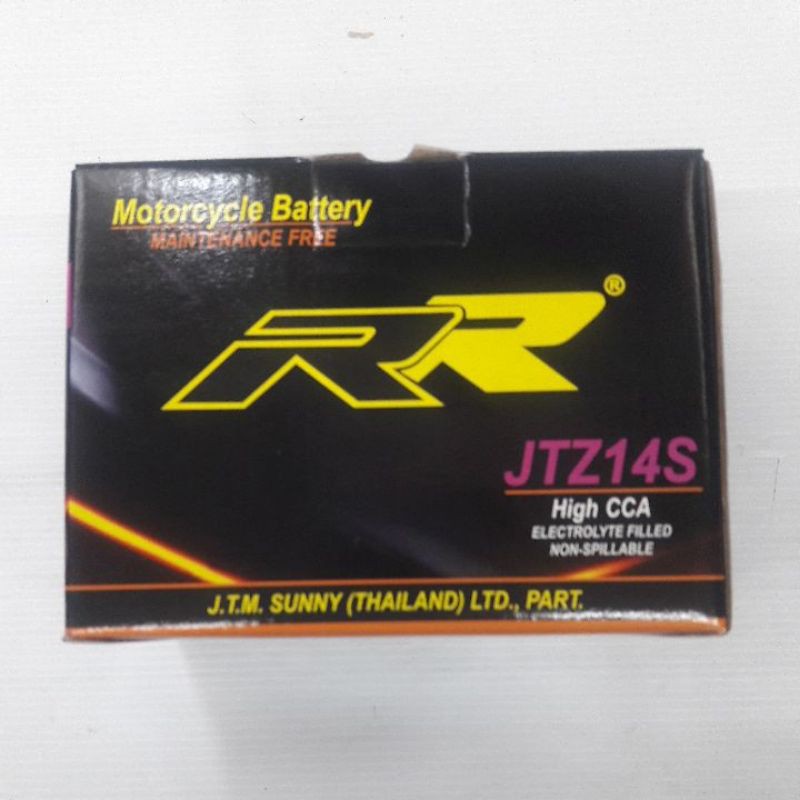 Motorcycle Battery
MAINTENANCE FREE
RR®
JTZ14S
High CCA
ELECTROLYTE FILLED
NON-SPILLABLE
J.T.M. SUNNY (THAILAND) LTD., PART.